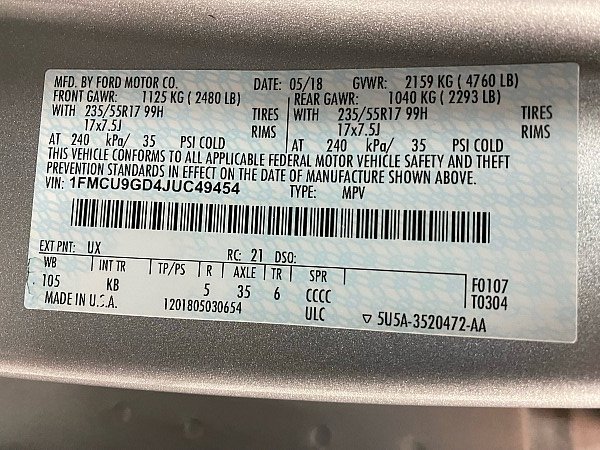 MFD. BY FORD MOTOR CO. DATE: 05/18 GVWR: 2159 KG ( 4760 LB)
FRONT GAWR: 1125 KG ( 2480 LB) REAR GAWR: 1040 KG ( 2293 LB)
WITH 235/55R17 99H TIRES WITH 235/55R17 99H TIRES
17x7.5J RIMS 17x7.5J RIMS
AT 240 kPa/ 35 PSI COLD AT 240 kPa/ 35 PSI COLD
THIS VEHICLE CONFORMS TO ALL APPLICABLE FEDERAL MOTOR VEHICLE SAFETY AND THEFT
PREVENTION STANDARDS IN EFFECT ON THE DATE OF MANUFACTURE SHOWN ABOVE.
VIN: 1FMCU9GD4JUC49454 TYPE: MPV
EXT PNT: UX RC: 21 DSO:
WB INT TR TP/PS R AXLE TR SPR F0107
105 KB 5 35 6 CCCC T0304
MADE IN U.S.A. 1201805030654 ULC ▽ 5U5A-3520472-AA